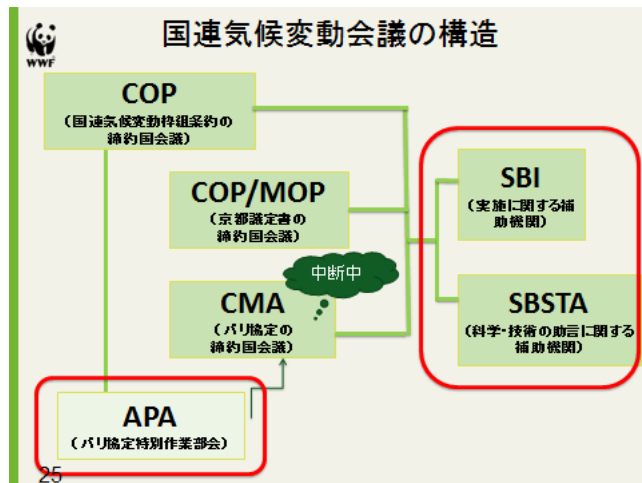 国連気候変動会議の構造
WWF
COP
(国連気候変動枠組条約の
締約国会議)
COP/MOP
(京都議定書の
締約国会議)
中断中
CMA
(パリ協定の
締約国会議)
APA
(パリ協定特別作業部会)
SBI
(実施に関する補
助機関)
SBSTA
(科学・技術の助言に関する
補助機関)
25